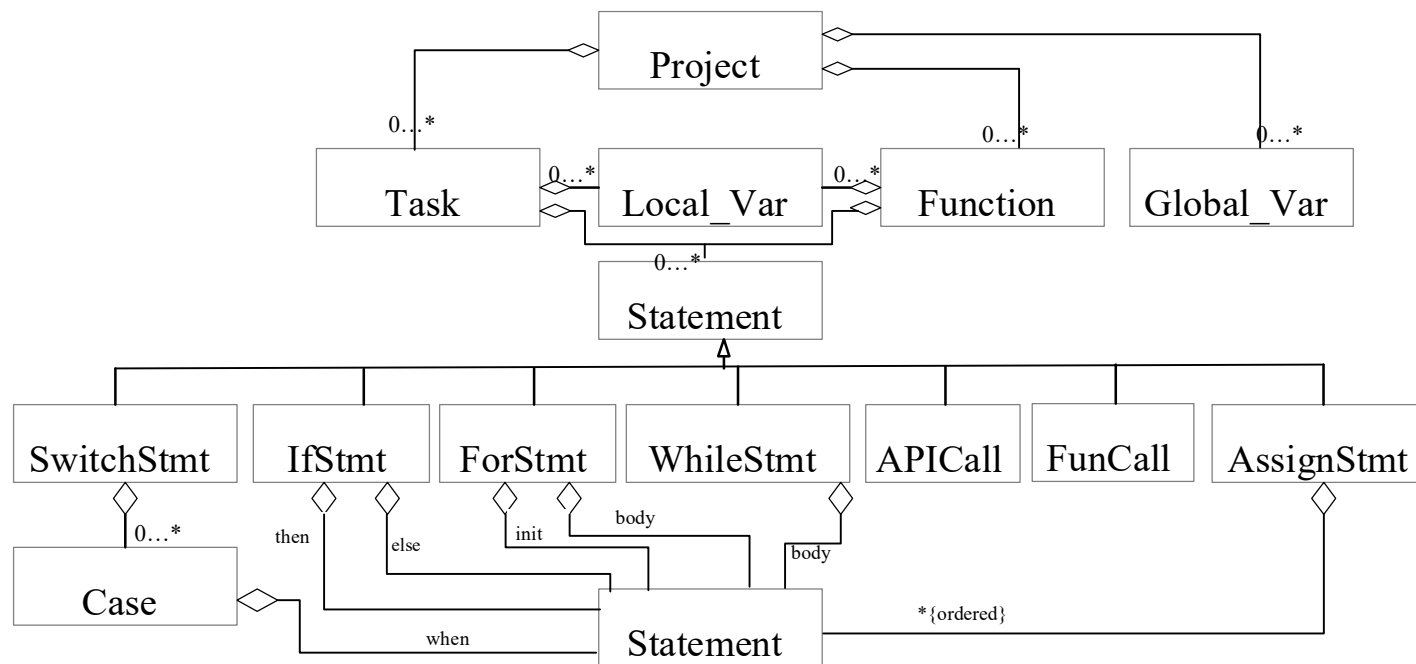 Project
0...*
0...*
0...*
0...*
0...*
Task
Local_Var
Function
Global_Var
0...*
Statement
SwitchStmt
IfStmt
ForStmt
WhileStmt
APICall
FunCall
AssignStmt
0...*
then
else
init
body
body
Case
when
Statement
*{ordered}